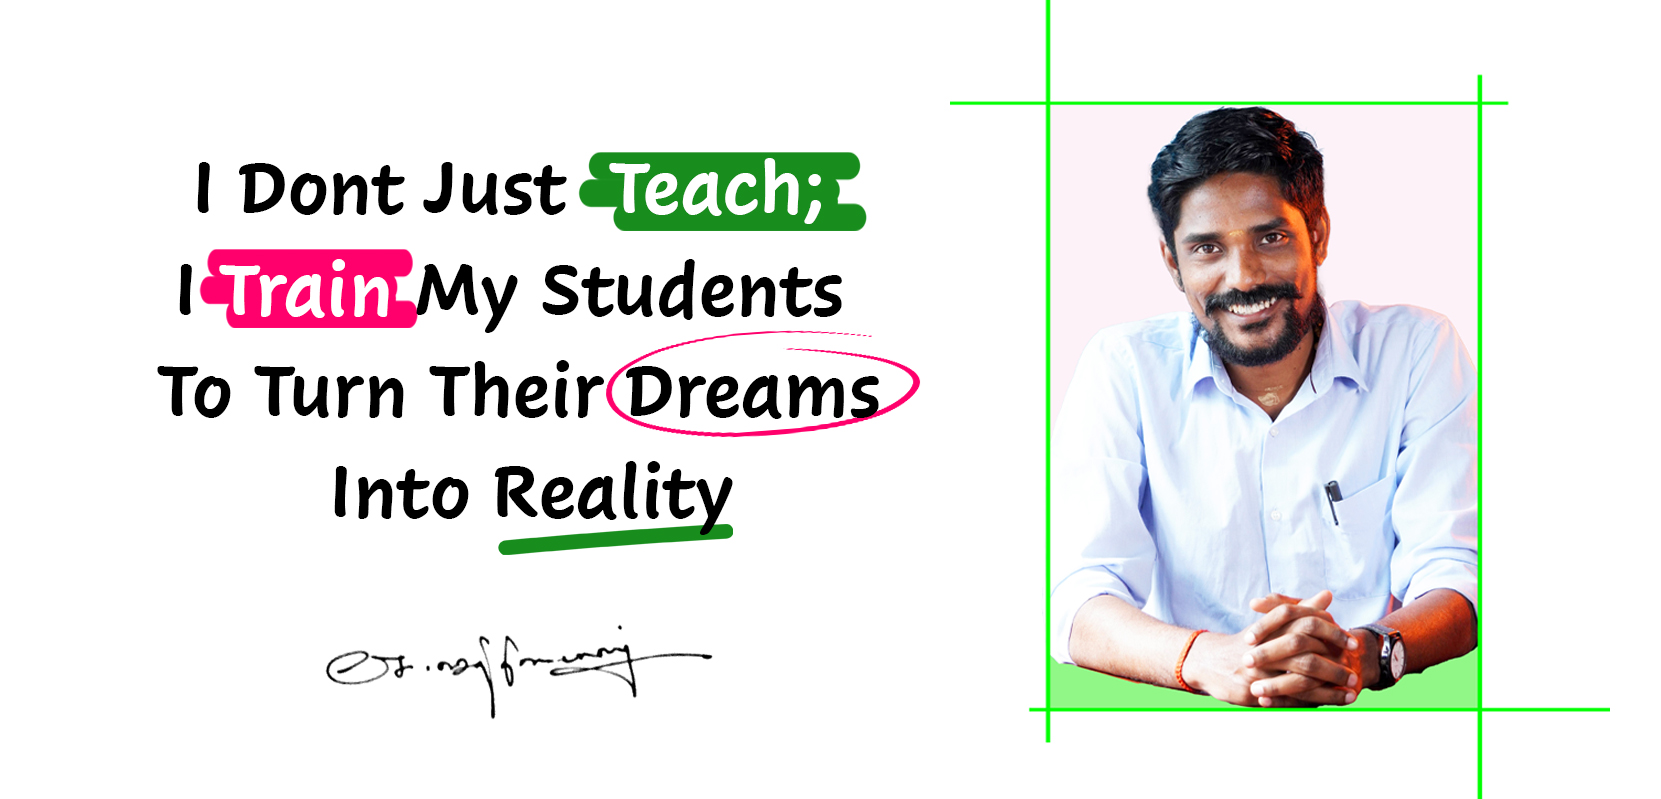 I Dont Just Teach;
I Train My Students
To Turn Their Dreams
Into Reality